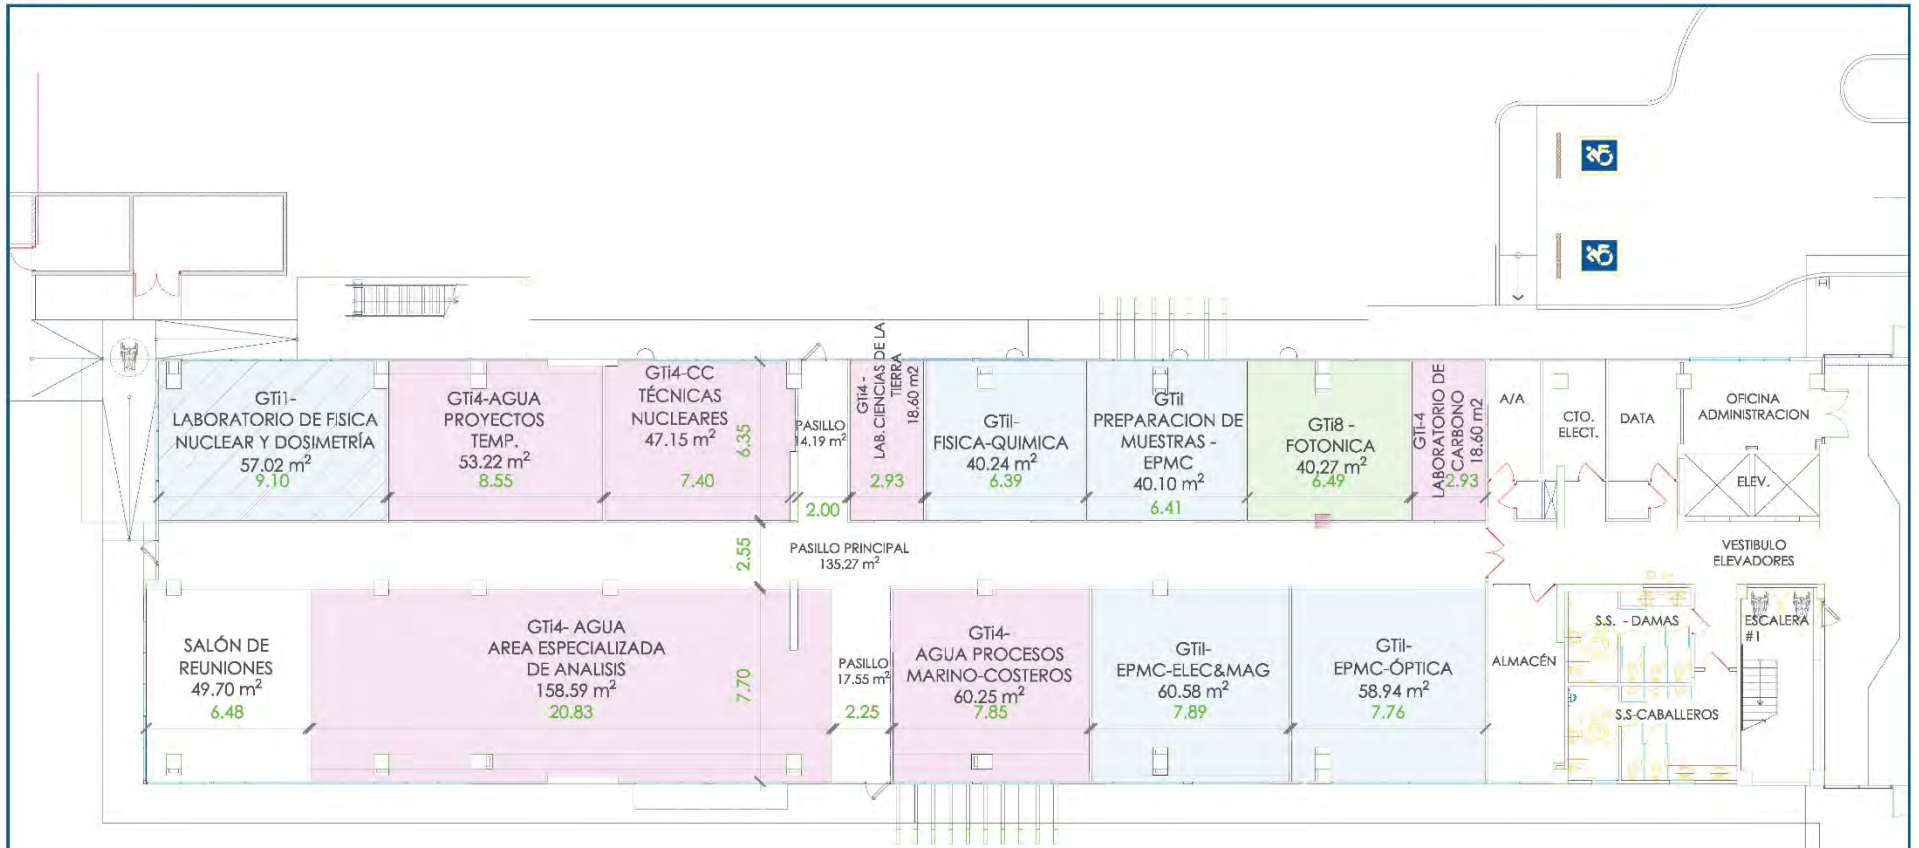 GTi1-
LABORATORIO DE FISICA
NUCLEAR Y DOSIMETRÍA
57.02 m²
9.10
GTi4-AGUA
PROYECTOS
TEMP.
53.22 m²
8.55
GTi4-CC
TÉCNICAS
NUCLEARES
47.15 m²
7.40
6.35
PASILLO
14.19 m²
2.00
GTi4 -
LAB. CIENCIAS DE LA
TIERRA
18.60 m2
2.93
GTiI-
FISICA-QUIMICA
40.24 m²
6.39
GTiI
PREPARACION DE
MUESTRAS -
EPMC
40.10 m²
6.41
GTi8 -
FOTONICA
40.27 m²
6.49
GTi-4
LABORATORIO DE
CARBONO
18.60 m2
2.93
A/A
CTO.
ELECT.
DATA
OFICINA
ADMINISTRACION
ELEV.
2.55
PASILLO PRINCIPAL
135.27 m²
VESTIBULO
ELEVADORES
SALÓN DE
REUNIONES
49.70 m²
6.48
GTi4- AGUA
AREA ESPECIALIZADA
DE ANALISIS
158.59 m²
20.83
7.70
PASILLO
17.55 m²
2.25
GTi4-
AGUA PROCESOS
MARINO-COSTEROS
60.25 m²
7.85
GTiI-
EPMC-ELEC&MAG
60.58 m²
7.89
GTiI-
EPMC-ÓPTICA
58.94 m²
7.76
ALMACÉN
S.S. - DAMAS
S.S-CABALLEROS
ESCALERA
#1